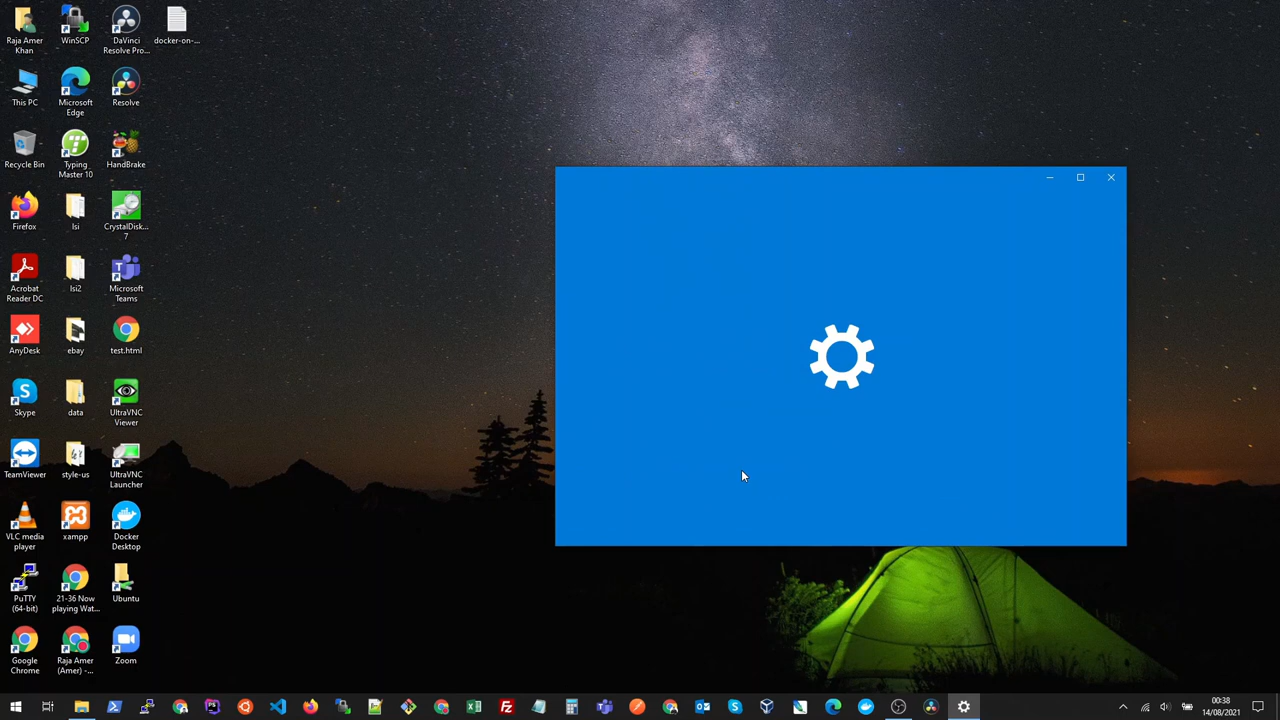 Raja Amer
Khan
WinSCP
DaVinci
Resolve Pro...
docker-on-...
This PC
Microsoft
Edge
Resolve
Recycle Bin
Typing
Master 10
HandBrake
Firefox
lsi
CrystalDisk...
7
Acrobat
Reader DC
lsi2
Microsoft
Teams
AnyDesk
ebay
test.html
Skype
data
UltraVNC
Viewer
TeamViewer
style-us
UltraVNC
Launcher
VLC media
player
xampp
Docker
Desktop
PuTTY
(64-bit)
21-36 Now
playing Wat...
Ubuntu
Google
Chrome
Raja Amer
(Amer) -...
Zoom
00:38
14/08/2021